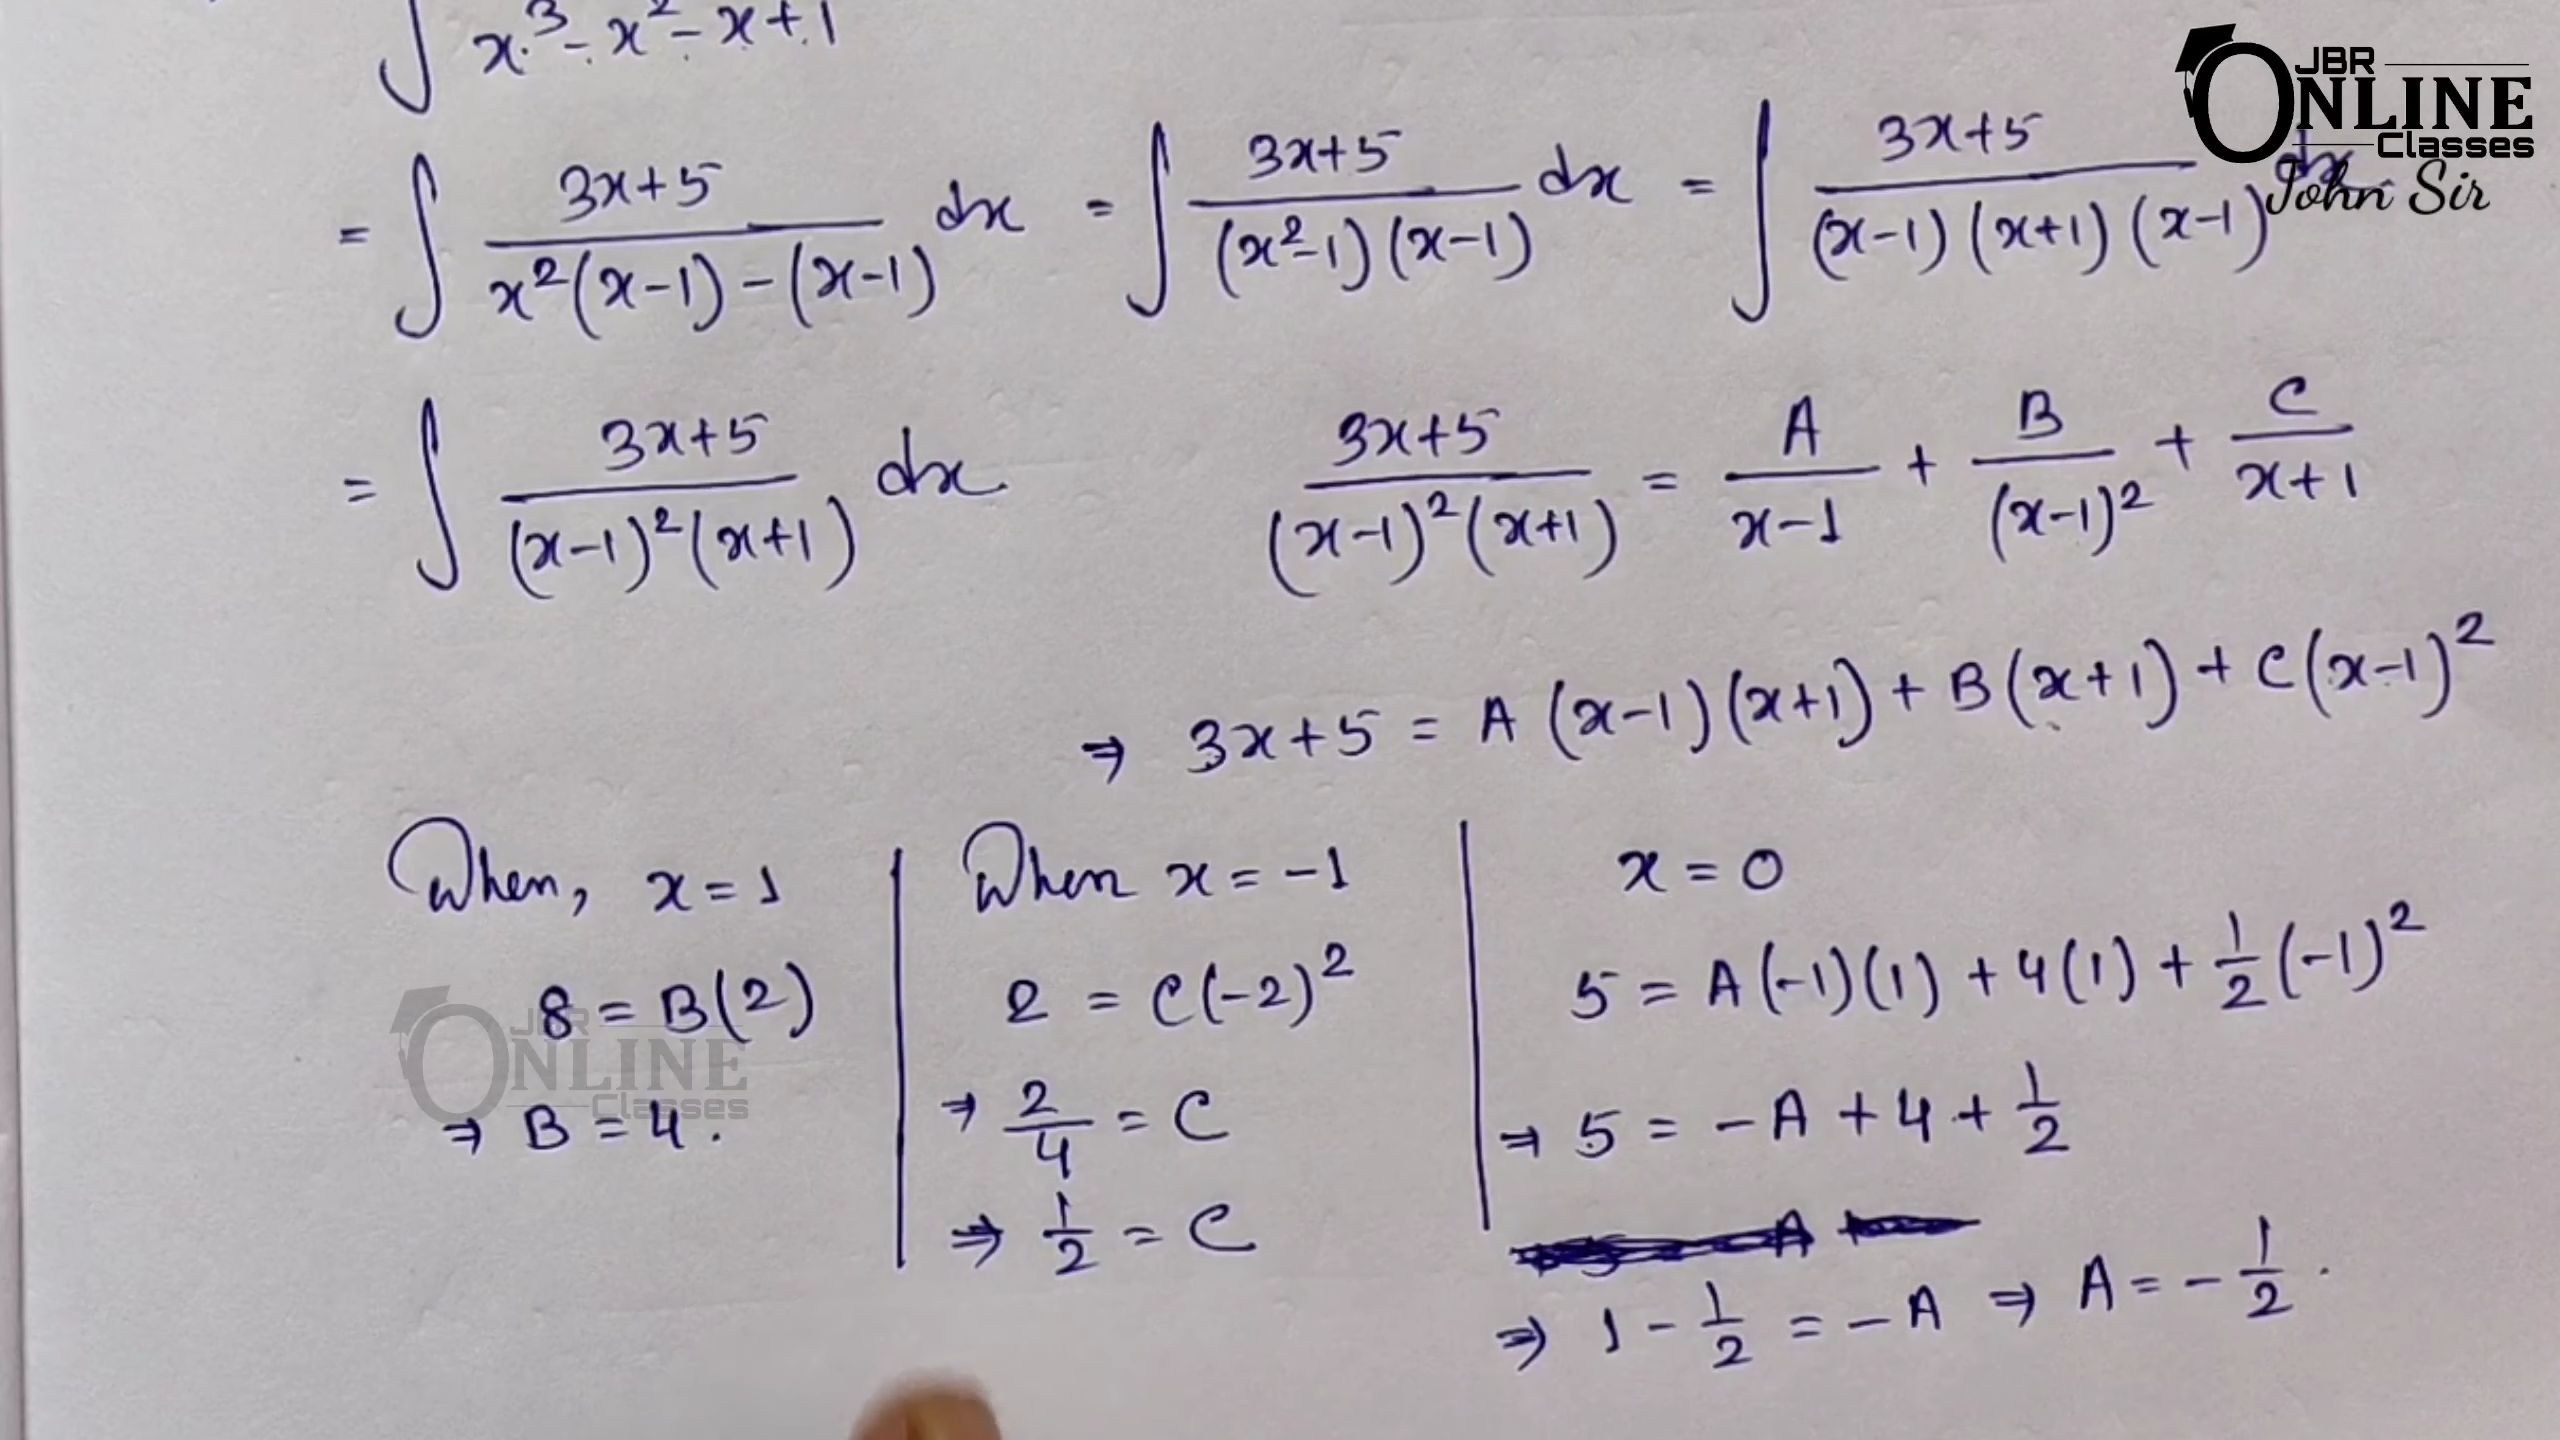 ∫ x³ - x² - x + 1
= ∫ (3x+5)/(x²(x-1) - (x-1)) dx = ∫ (3x+5)/((x²-1)(x-1)) dx = ∫ (3x+5)/((x-1)(x+1)(x-1)) dx
= ∫ (3x+5)/((x-1)²(x+1)) dx
(3x+5)/((x-1)²(x+1)) = A/(x-1) + B/(x-1)² + C/(x+1)
⇒ 3x+5 = A(x-1)(x+1) + B(x+1) + C(x-1)²
When, x = 1
8 = B(2)
⇒ B = 4.
When x = -1
2 = C(-2)²
⇒ 2/4 = C
⇒ 1/2 = C
x = 0
5 = A(-1)(1) + 4(1) + 1/2(-1)²
⇒ 5 = -A + 4 + 1/2
⇒ 1 - 1/2 = -A ⇒ A = -1/2.
JBR
ONLINE
Classes
John Sir
JBR
ONLINE
Classes